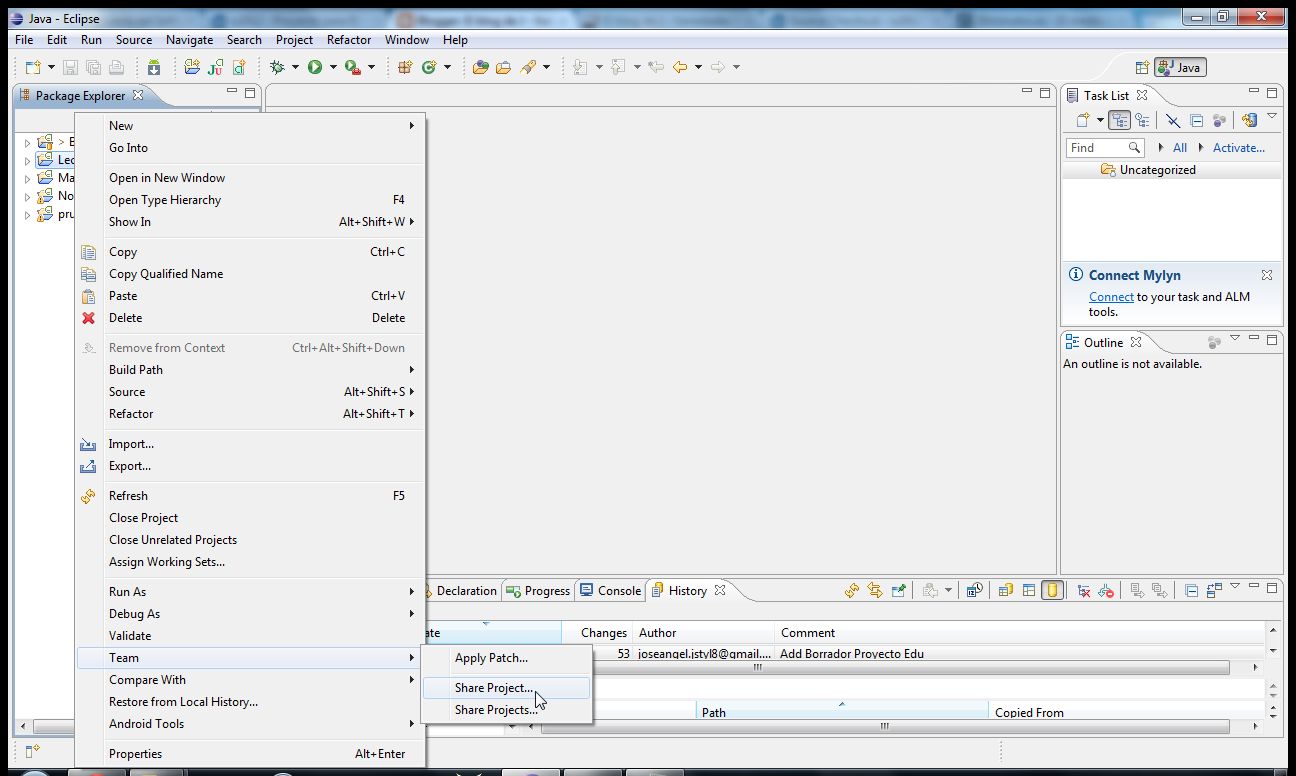 Java - Eclipse
File Edit Run Source Navigate Search Project Refactor Window Help
Java
Package Explorer
> B
Lec
Ma
No
pru
New
Go Into
Open in New Window
Open Type Hierarchy F4
Show In Alt+Shift+W
Copy Ctrl+C
Copy Qualified Name
Paste Ctrl+V
Delete Delete
Remove from Context Ctrl+Alt+Shift+Down
Build Path
Source Alt+Shift+S
Refactor Alt+Shift+T
Import...
Export...
Refresh F5
Close Project
Close Unrelated Projects
Assign Working Sets...
Run As
Debug As
Validate
Team
Compare With
Restore from Local History...
Android Tools
Properties Alt+Enter
Apply Patch...
Share Project...
Share Projects...
Declaration Progress Console History
ate Changes Author Comment
53 joseangel.jstyl8@gmail.... Add Borrador Proyecto Edu
Path Copied From
Task List
Find All Activate...
Uncategorized
Connect Mylyn
Connect to your task and ALM
tools.
Outline
An outline is not available.